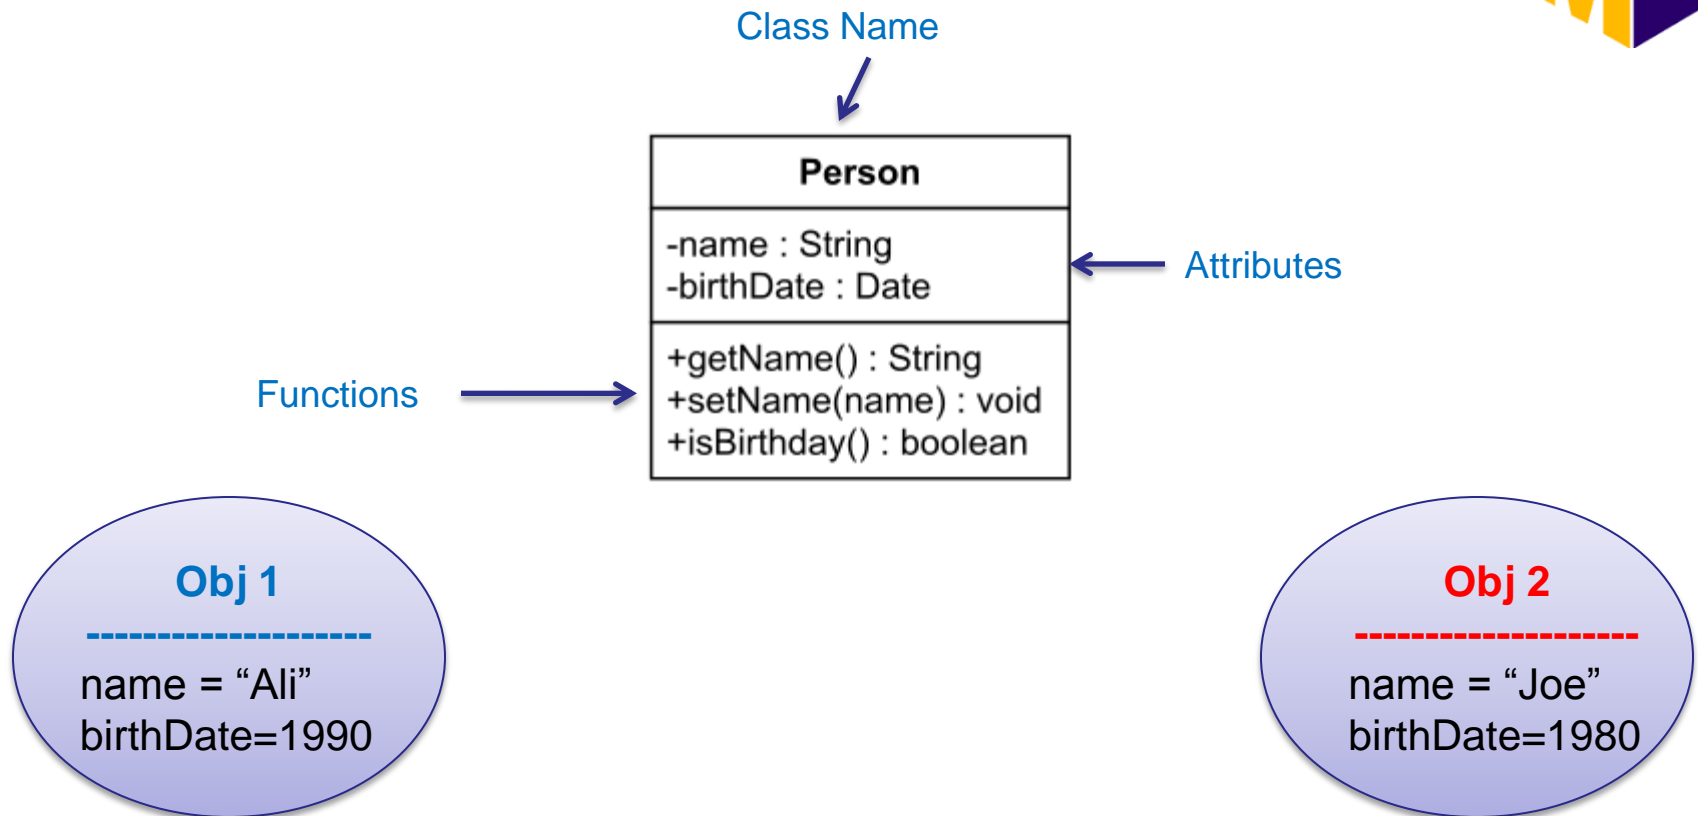 Class Name
Person
-name : String
-birthDate : Date
Attributes
+getName() : String
+setName(name) : void
+isBirthday() : boolean
Functions
Obj 1
--------------------
name = “Ali”
birthDate=1990
Obj 2
--------------------
name = “Joe”
birthDate=1980